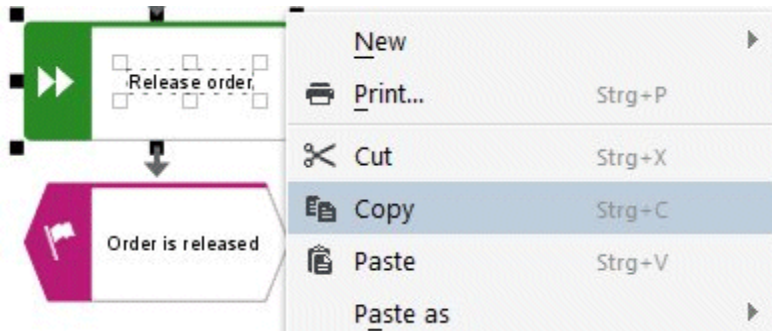 Release order
Order is released
New
Print... Strg+P
Cut Strg+X
Copy Strg+C
Paste Strg+V
Paste as